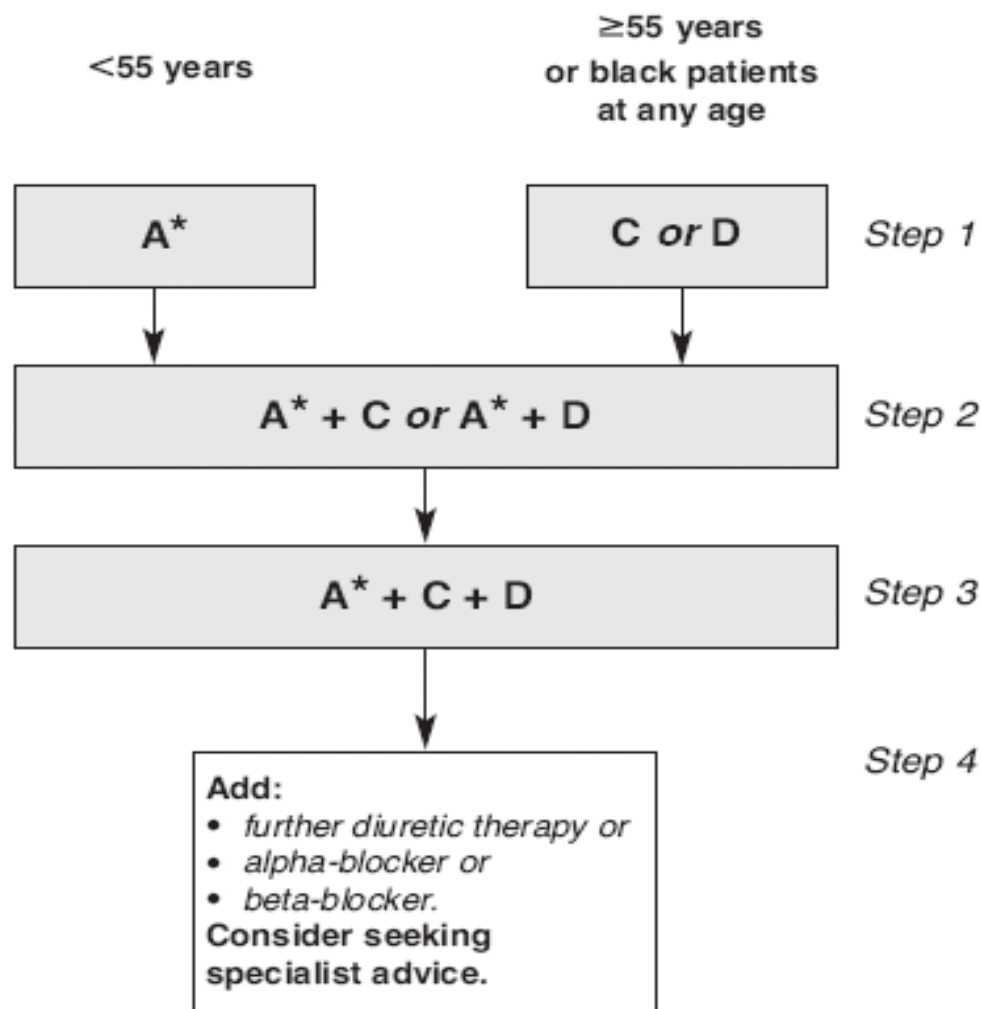 <55 years
≥55 years
or black patients
at any age
A*
C or D
Step 1
A* + C or A* + D
Step 2
A* + C + D
Step 3
Step 4
Add:
• further diuretic therapy or
• alpha-blocker or
• beta-blocker.
Consider seeking
specialist advice.